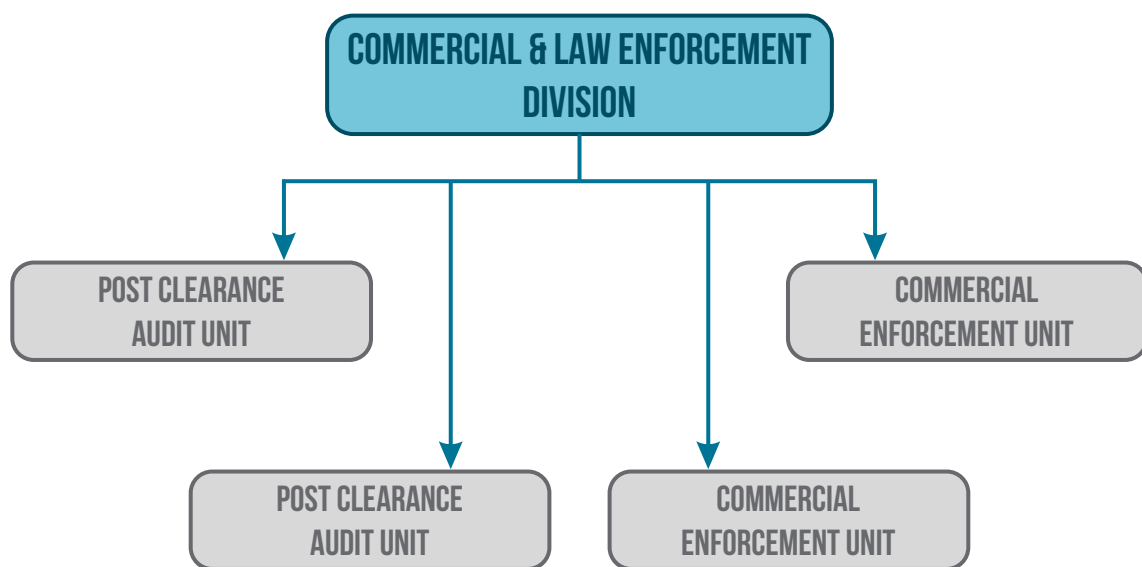 COMMERCIAL & LAW ENFORCEMENT
DIVISION
POST CLEARANCE
AUDIT UNIT
COMMERCIAL
ENFORCEMENT UNIT
POST CLEARANCE
AUDIT UNIT
COMMERCIAL
ENFORCEMENT UNIT